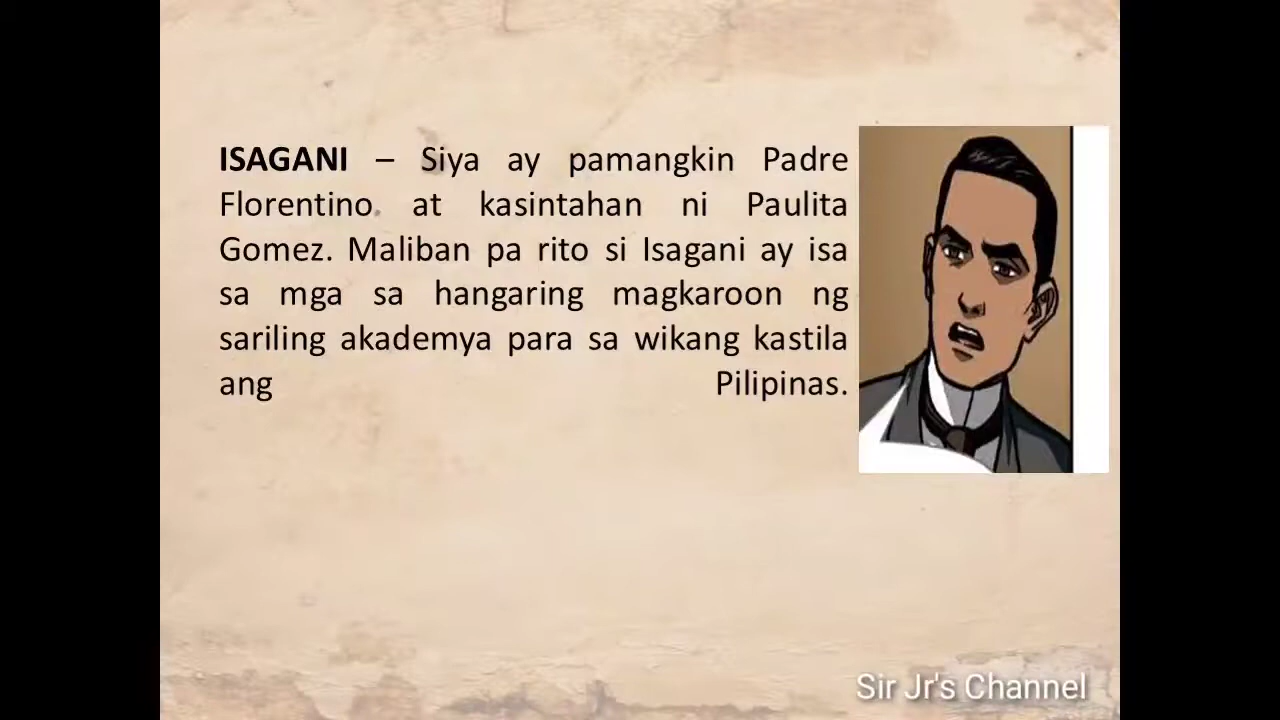 ISAGANI – Siya ay pamangkin Padre
Florentino. at kasintahan ni Paulita
Gomez. Maliban pa rito si Isagani ay isa
sa mga sa hangaring magkaroon ng
sariling akademya para sa wikang kastila
ang Pilipinas.
Sir Jr's Channel